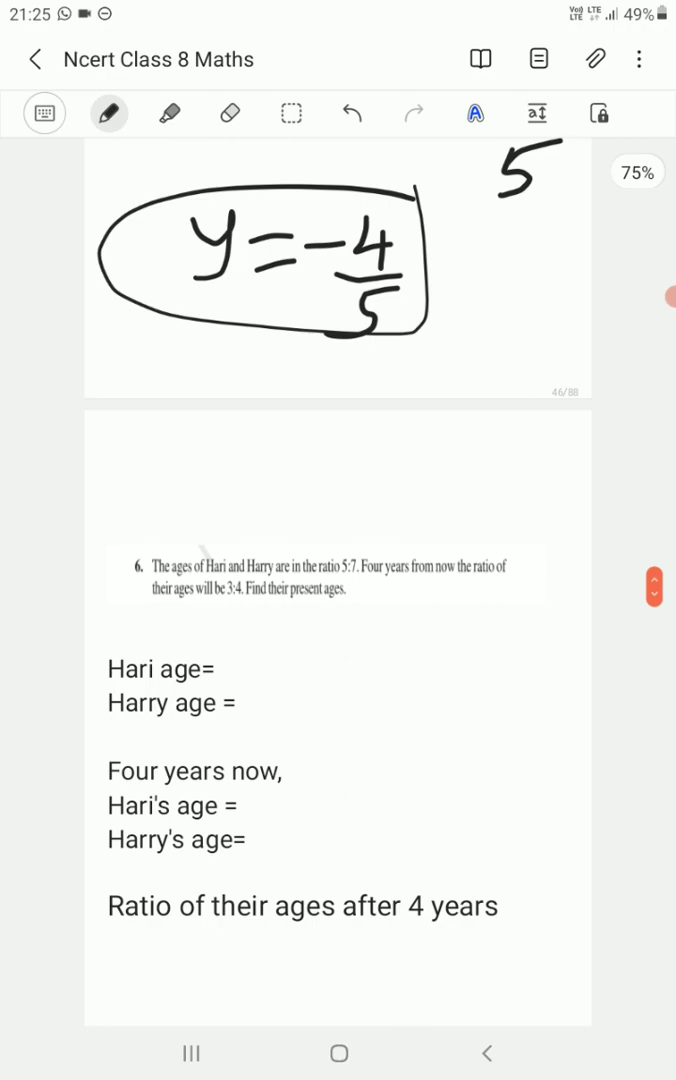 21:25
Vo) LTE
LTE
49%
Ncert Class 8 Maths
75%
5
y = -4/5
46/88
6. The ages of Hari and Harry are in the ratio 5:7. Four years from now the ratio of
their ages will be 3:4. Find their present ages.
Hari age=
Harry age =
Four years now,
Hari's age =
Harry's age=
Ratio of their ages after 4 years